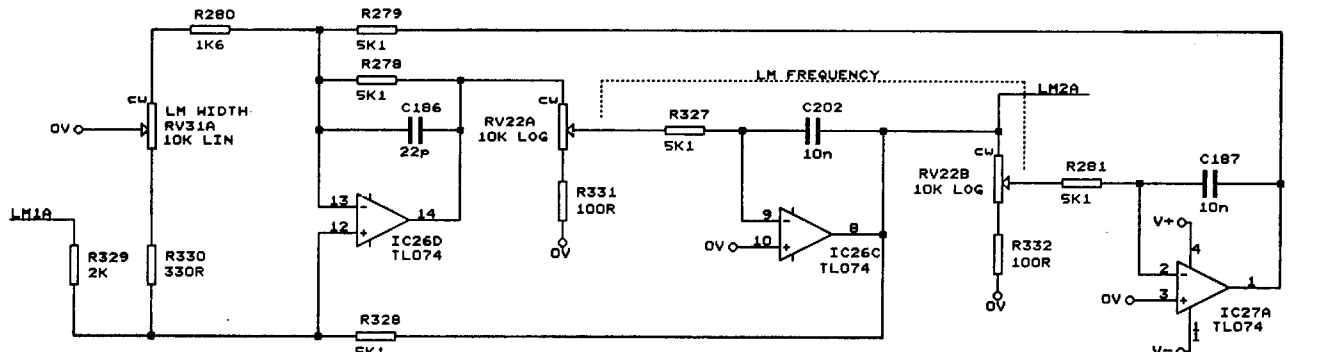 R280
1K6
R279
5K1
R278
5K1
C186
22p
CW
LM WIDTH
RV31A
10K LIN
0V
LM1A
R329
2K
R330
330R
13
12
14
IC26D
TL074
R328
5K1
CW
RV22A
10K LOG
R331
100R
0V
LM FREQUENCY
R327
5K1
C202
10n
9
10
8
0V
IC26C
TL074
LM2A
CW
RV22B
10K LOG
R332
100R
0V
R281
5K1
C187
10n
V+
4
2
3
1
0V
IC27A
TL074
11
V-